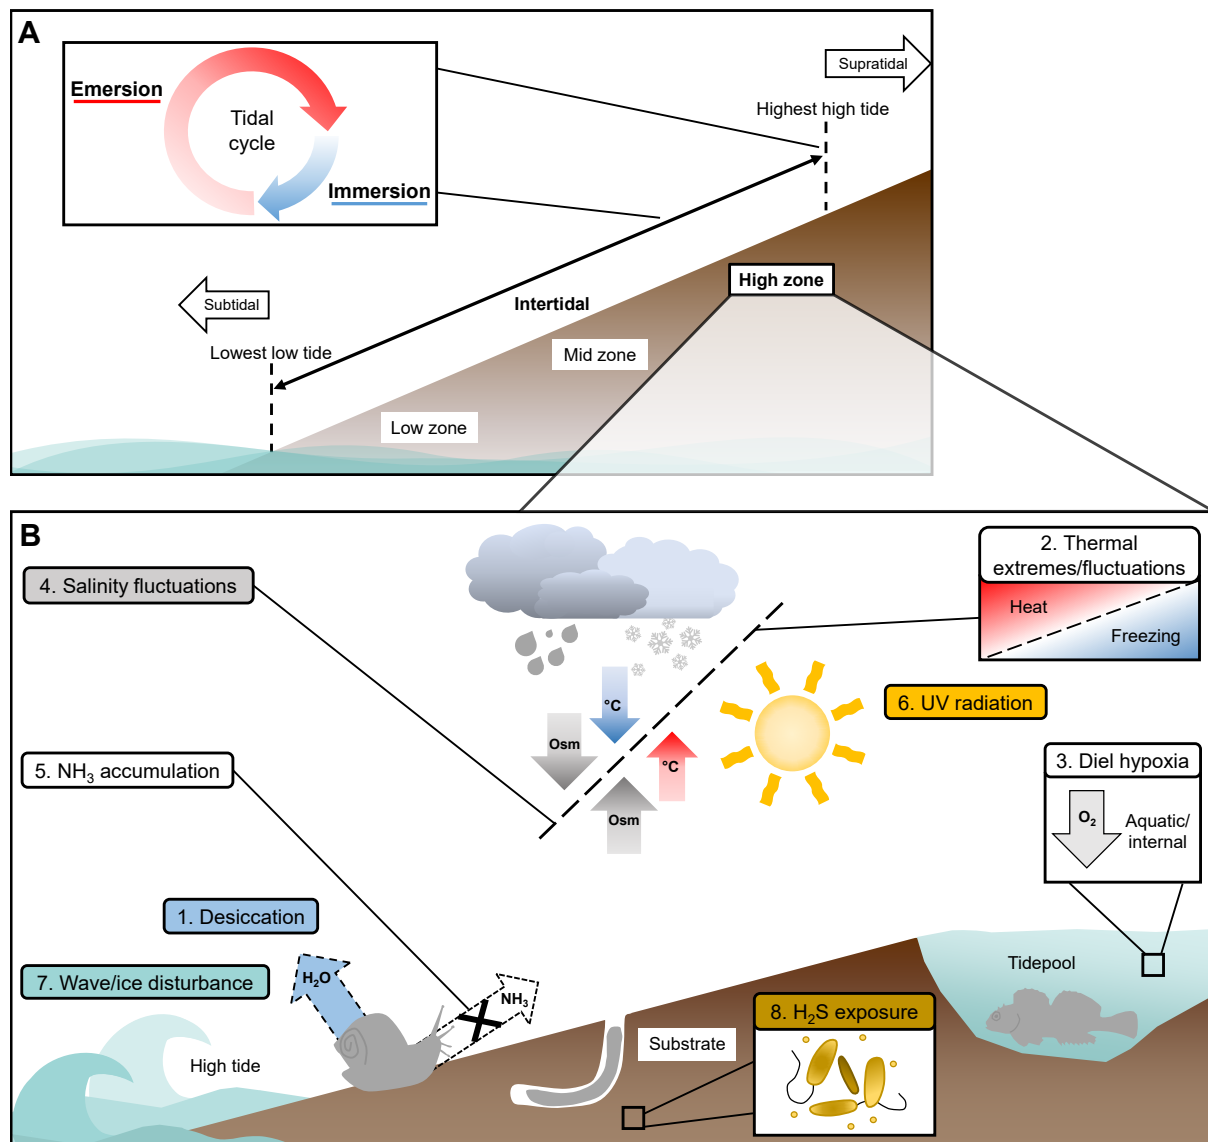 A
Emersion
Tidal
cycle
Immersion
Supratidal
Highest high tide
High zone
Subtidal
Intertidal
Lowest low tide
Mid zone
Low zone
B
4. Salinity fluctuations
2. Thermal
extremes/fluctuations
Heat
Freezing
°C
6. UV radiation
Osm
°C
5. NH₃ accumulation
3. Diel hypoxia
Osm
O₂
Aquatic/
internal
1. Desiccation
7. Wave/ice disturbance
H₂O
NH₃
Tidepool
8. H₂S exposure
Substrate
High tide